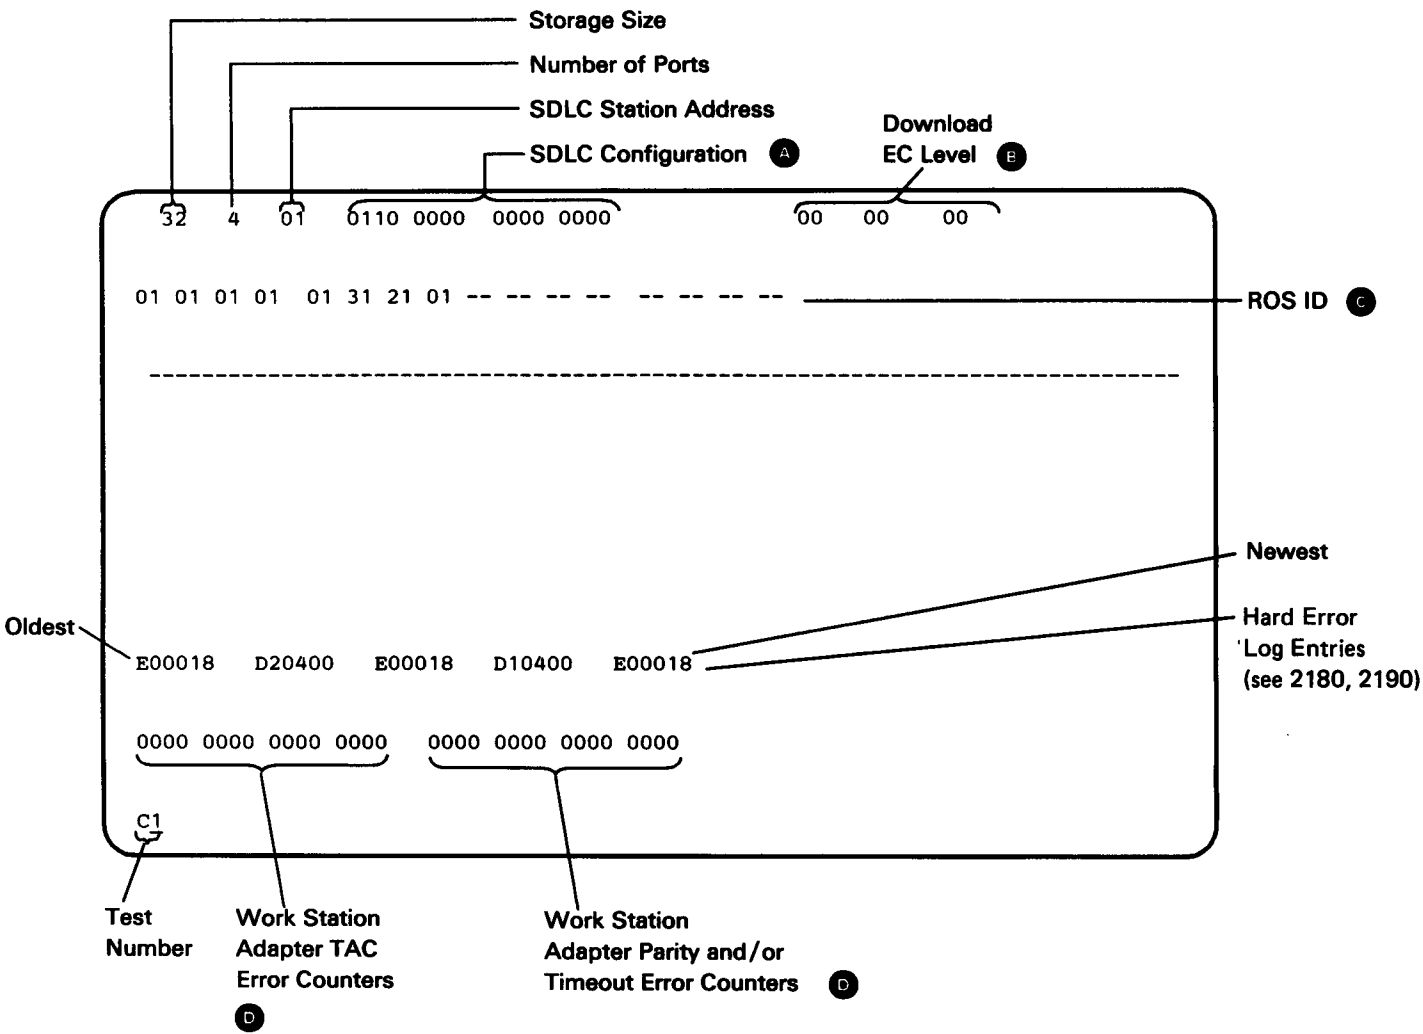 Storage Size
Number of Ports
SDLC Station Address
SDLC Configuration A
Download
EC Level B
32 4 01 0110 0000 0000 0000 00 00 00
01 01 01 01 01 31 21 01 -- -- -- -- -- -- -- --
ROS ID C
Newest
Oldest
Hard Error
Log Entries
(see 2180, 2190)
E00018 D20400 E00018 D10400 E00018
0000 0000 0000 0000 0000 0000 0000 0000
C1
Test
Number
Work Station
Adapter TAC
Error Counters
D
Work Station
Adapter Parity and/or
Timeout Error Counters D